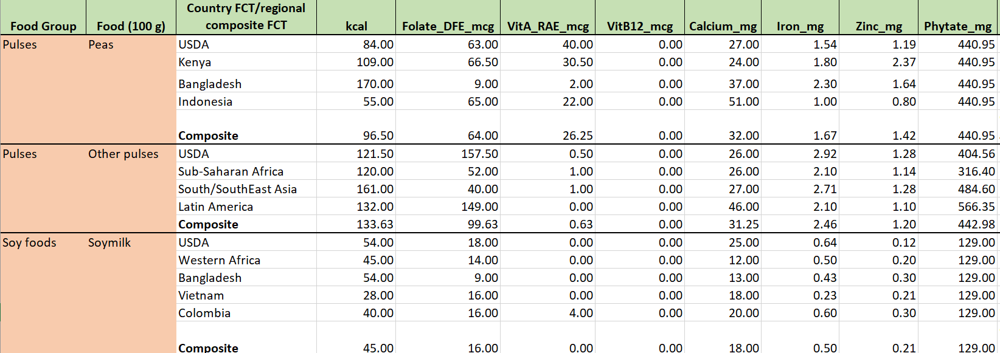 Food Group Food (100 g) Country FCT/regional composite FCT kcal Folate_DFE_mcg VitA_RAE_mcg VitB12_mcg Calcium_mg Iron_mg Zinc_mg Phytate_mg
Pulses Peas USDA 84.00 63.00 40.00 0.00 27.00 1.54 1.19 440.95
Kenya 109.00 66.50 30.50 0.00 24.00 1.80 2.37 440.95
Bangladesh 170.00 9.00 2.00 0.00 37.00 2.30 1.64 440.95
Indonesia 55.00 65.00 22.00 0.00 51.00 1.00 0.80 440.95
Composite 96.50 64.00 26.25 0.00 32.00 1.67 1.42 440.95
Pulses Other pulses USDA 121.50 157.50 0.50 0.00 26.00 2.92 1.28 404.56
Sub-Saharan Africa 120.00 52.00 1.00 0.00 26.00 2.10 1.14 316.40
South/SouthEast Asia 161.00 40.00 1.00 0.00 27.00 2.71 1.28 484.60
Latin America 132.00 149.00 0.00 0.00 46.00 2.10 1.10 566.35
Composite 133.63 99.63 0.63 0.00 31.25 2.46 1.20 442.98
Soy foods Soymilk USDA 54.00 18.00 0.00 0.00 25.00 0.64 0.12 129.00
Western Africa 45.00 14.00 0.00 0.00 12.00 0.50 0.20 129.00
Bangladesh 54.00 9.00 0.00 0.00 13.00 0.43 0.30 129.00
Vietnam 28.00 16.00 0.00 0.00 18.00 0.23 0.21 129.00
Colombia 40.00 16.00 4.00 0.00 20.00 0.60 0.30 129.00
Composite 45.00 16.00 0.00 0.00 18.00 0.50 0.21 129.00